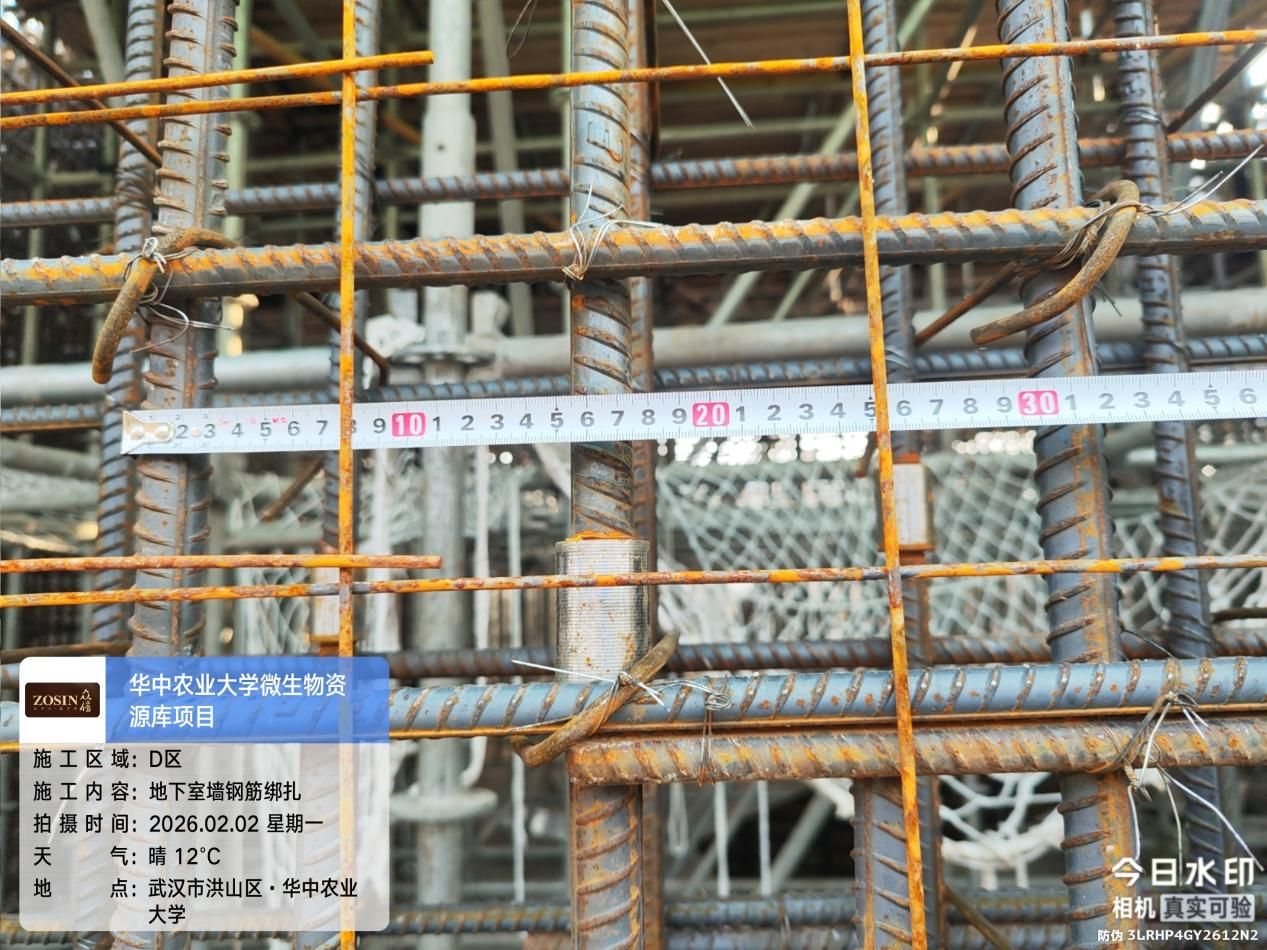 2 3 4 5 6 7 8 9 10 1 2 3 4 5 6 7 8 9 20 1 2 3 4 5 6 7 8 9 30 1 2 3 4 5 6
ZOSIN 众信
华中农业大学微生物资
源库项目
施工区域：D区
施工内容：地下室墙钢筋绑扎
拍摄时间：2026.02.02 星期一
天气：晴 12℃
地点：武汉市洪山区·华中农业
大学
今日水印
相机 真实可验
防伪 3LRHP4GY2612N2